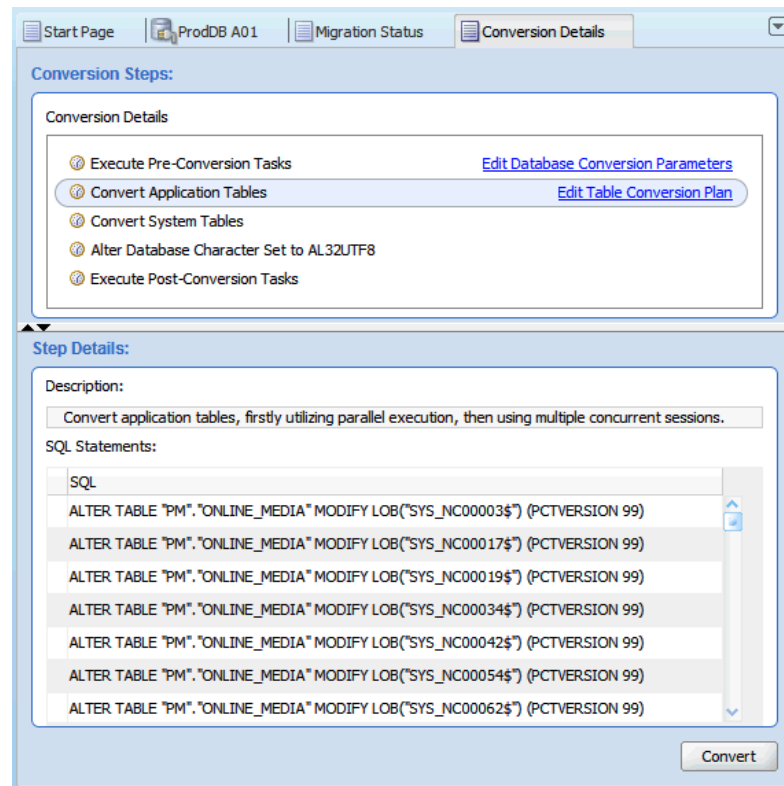 Start Page ProdDB A01 Migration Status Conversion Details
Conversion Steps:
Conversion Details
Execute Pre-Conversion Tasks Edit Database Conversion Parameters
Convert Application Tables Edit Table Conversion Plan
Convert System Tables
Alter Database Character Set to AL32UTF8
Execute Post-Conversion Tasks
Step Details:
Description:
Convert application tables, firstly utilizing parallel execution, then using multiple concurrent sessions.
SQL Statements:
SQL
ALTER TABLE "PM"."ONLINE_MEDIA" MODIFY LOB("SYS_NC00003$") (PCTVERSION 99)
ALTER TABLE "PM"."ONLINE_MEDIA" MODIFY LOB("SYS_NC00017$") (PCTVERSION 99)
ALTER TABLE "PM"."ONLINE_MEDIA" MODIFY LOB("SYS_NC00019$") (PCTVERSION 99)
ALTER TABLE "PM"."ONLINE_MEDIA" MODIFY LOB("SYS_NC00034$") (PCTVERSION 99)
ALTER TABLE "PM"."ONLINE_MEDIA" MODIFY LOB("SYS_NC00042$") (PCTVERSION 99)
ALTER TABLE "PM"."ONLINE_MEDIA" MODIFY LOB("SYS_NC00054$") (PCTVERSION 99)
ALTER TABLE "PM"."ONLINE_MEDIA" MODIFY LOB("SYS_NC00062$") (PCTVERSION 99)
Convert